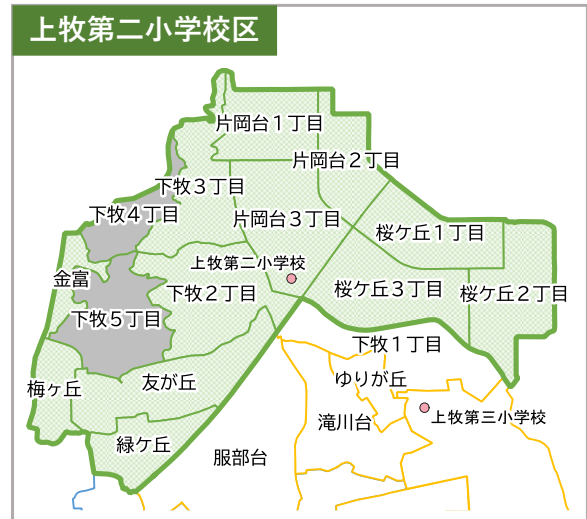 上牧第二小学校区
片岡台１丁目
片岡台２丁目
下牧３丁目
下牧４丁目
片岡台３丁目
桜ケ丘１丁目
上牧第二小学校
金富
下牧２丁目
桜ケ丘３丁目
桜ケ丘２丁目
下牧５丁目
下牧１丁目
ゆりが丘
友が丘
梅ヶ丘
上牧第三小学校
滝川台
緑ケ丘
服部台